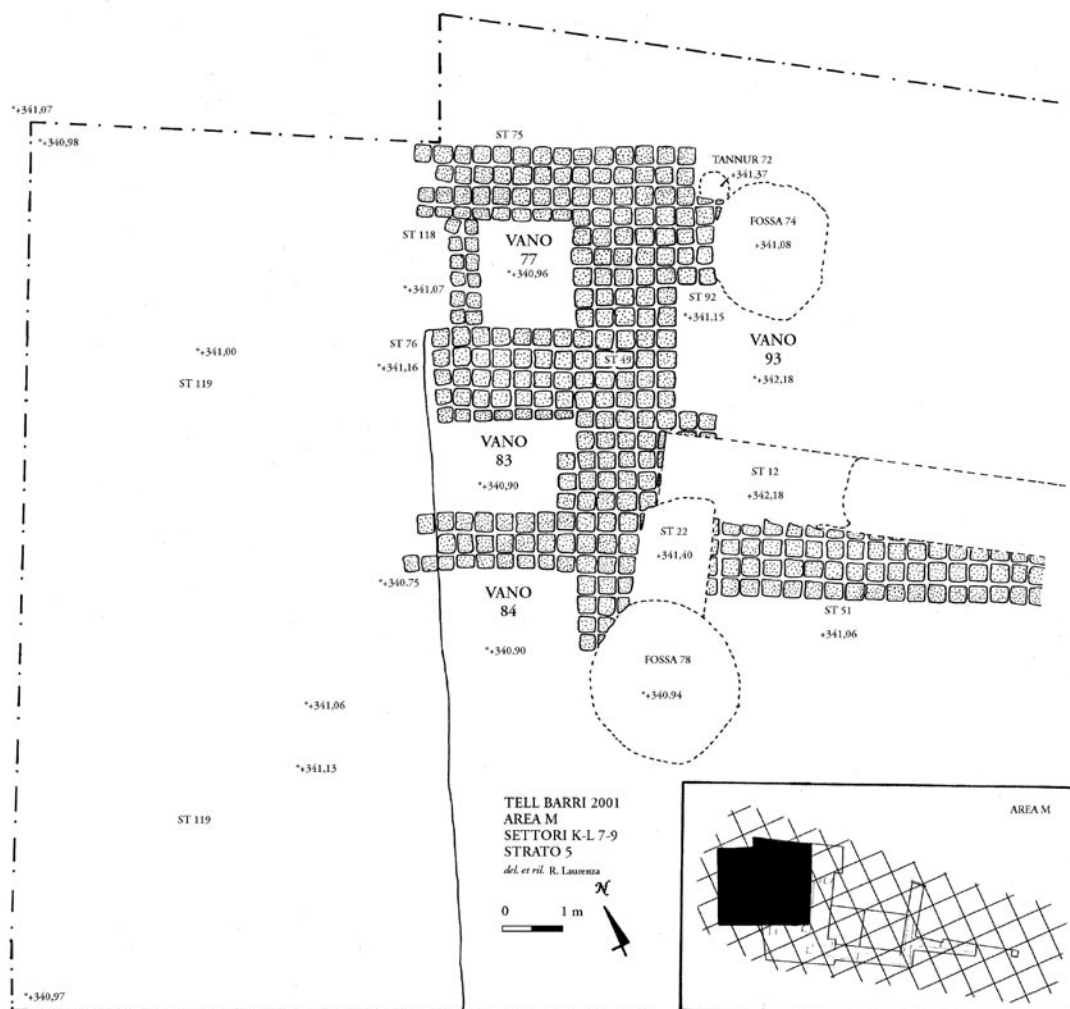 *+341,07
*+340,98
ST 75
TANNUR 72
+341,37
FOSSA 74
+341,08
ST 118
VANO
77
*+340,96
*+341,07
ST 92
*+341,15
VANO
93
*+342,18
ST 76
*+341,16
ST 49
*+341,00
ST 119
VANO
83
*+340,90
ST 12
*+342,18
ST 22
*+341,40
*+340.75
VANO
84
*+340.90
ST 51
+341,06
FOSSA 78
*+340.94
*+341,06
*+341,13
ST 119
TELL BARRI 2001
AREA M
SETTORI K-L 7-9
STRATO 5
del. et ril. R. Laurenza
N
0 1 m
AREA M
*+340,97